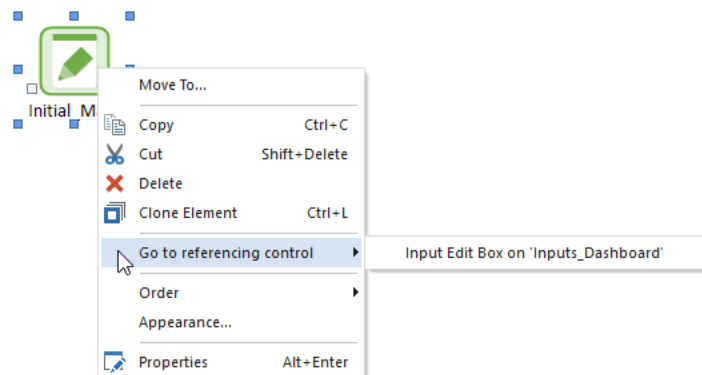 Move To...
Initial_M
Copy Ctrl+C
Cut Shift+Delete
Delete
Clone Element Ctrl+L
Go to referencing control Input Edit Box on 'Inputs_Dashboard'
Order
Appearance...
Properties Alt+Enter